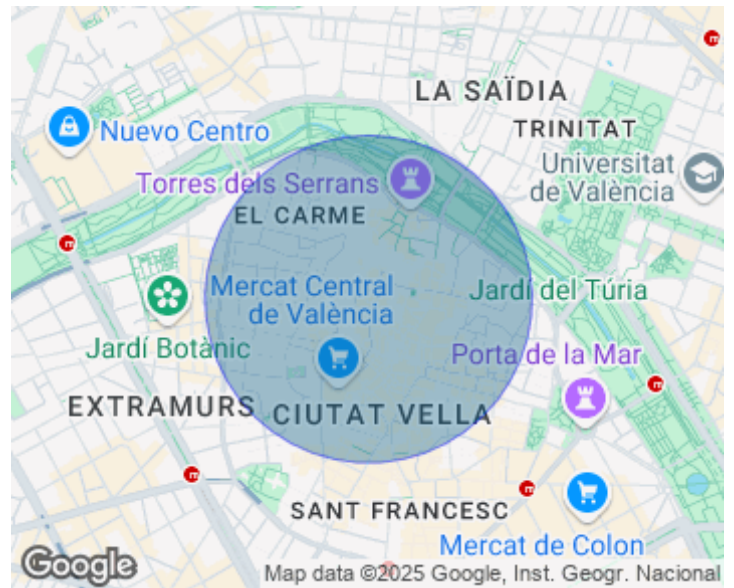 LA SAÏDIA
TRINITAT
Nuevo Centro
Universitat
de València
Torres dels Serrans
EL CARME
Mercat Central
de València
Jardí del Túria
Jardí Botànic
Porta de la Mar
EXTRAMURS
CIUTAT VELLA
SANT FRANCESC
Mercat de Colon
Google
Map data ©2025 Google, Inst. Geogr. Nacional